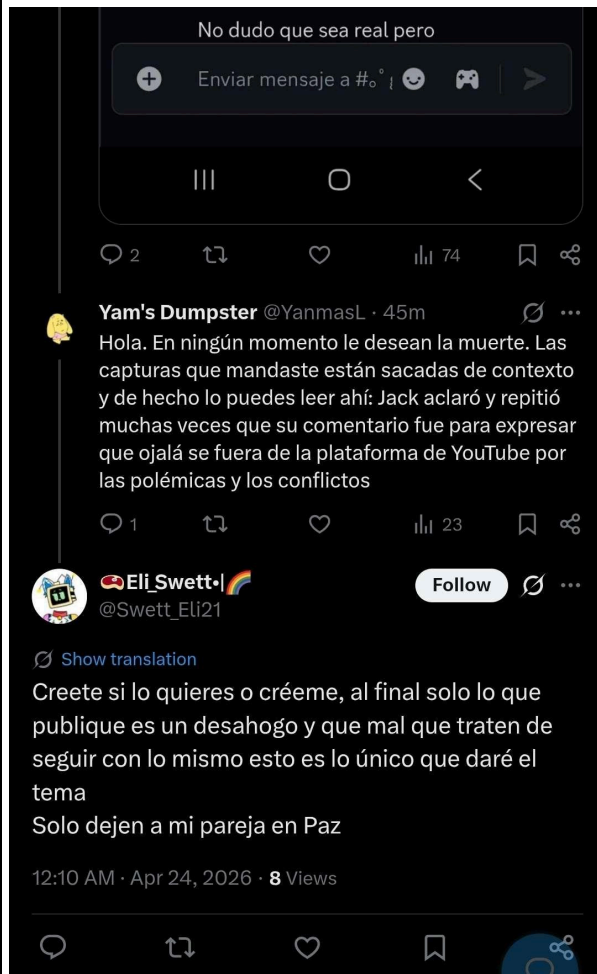 No dudo que sea real pero
Enviar mensaje a #
2
74
Yam's Dumpster @YanmasL · 45m
Hola. En ningún momento le desean la muerte. Las
capturas que mandaste están sacadas de contexto
y de hecho lo puedes leer ahí: Jack aclaró y repitió
muchas veces que su comentario fue para expresar
que ojalá se fuera de la plataforma de YouTube por
las polémicas y los conflictos
1
23
Eli_Swett•|
Follow
@Swett_Eli21
Show translation
Creete si lo quieres o créeme, al final solo lo que
publique es un desahogo y que mal que traten de
seguir con lo mismo esto es lo único que daré el
tema
Solo dejen a mi pareja en Paz
12:10 AM · Apr 24, 2026 · 8 Views